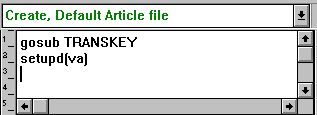 Create, Default Article file
1 gosub TRANSKEY
2 setupd(va)
3
4
5